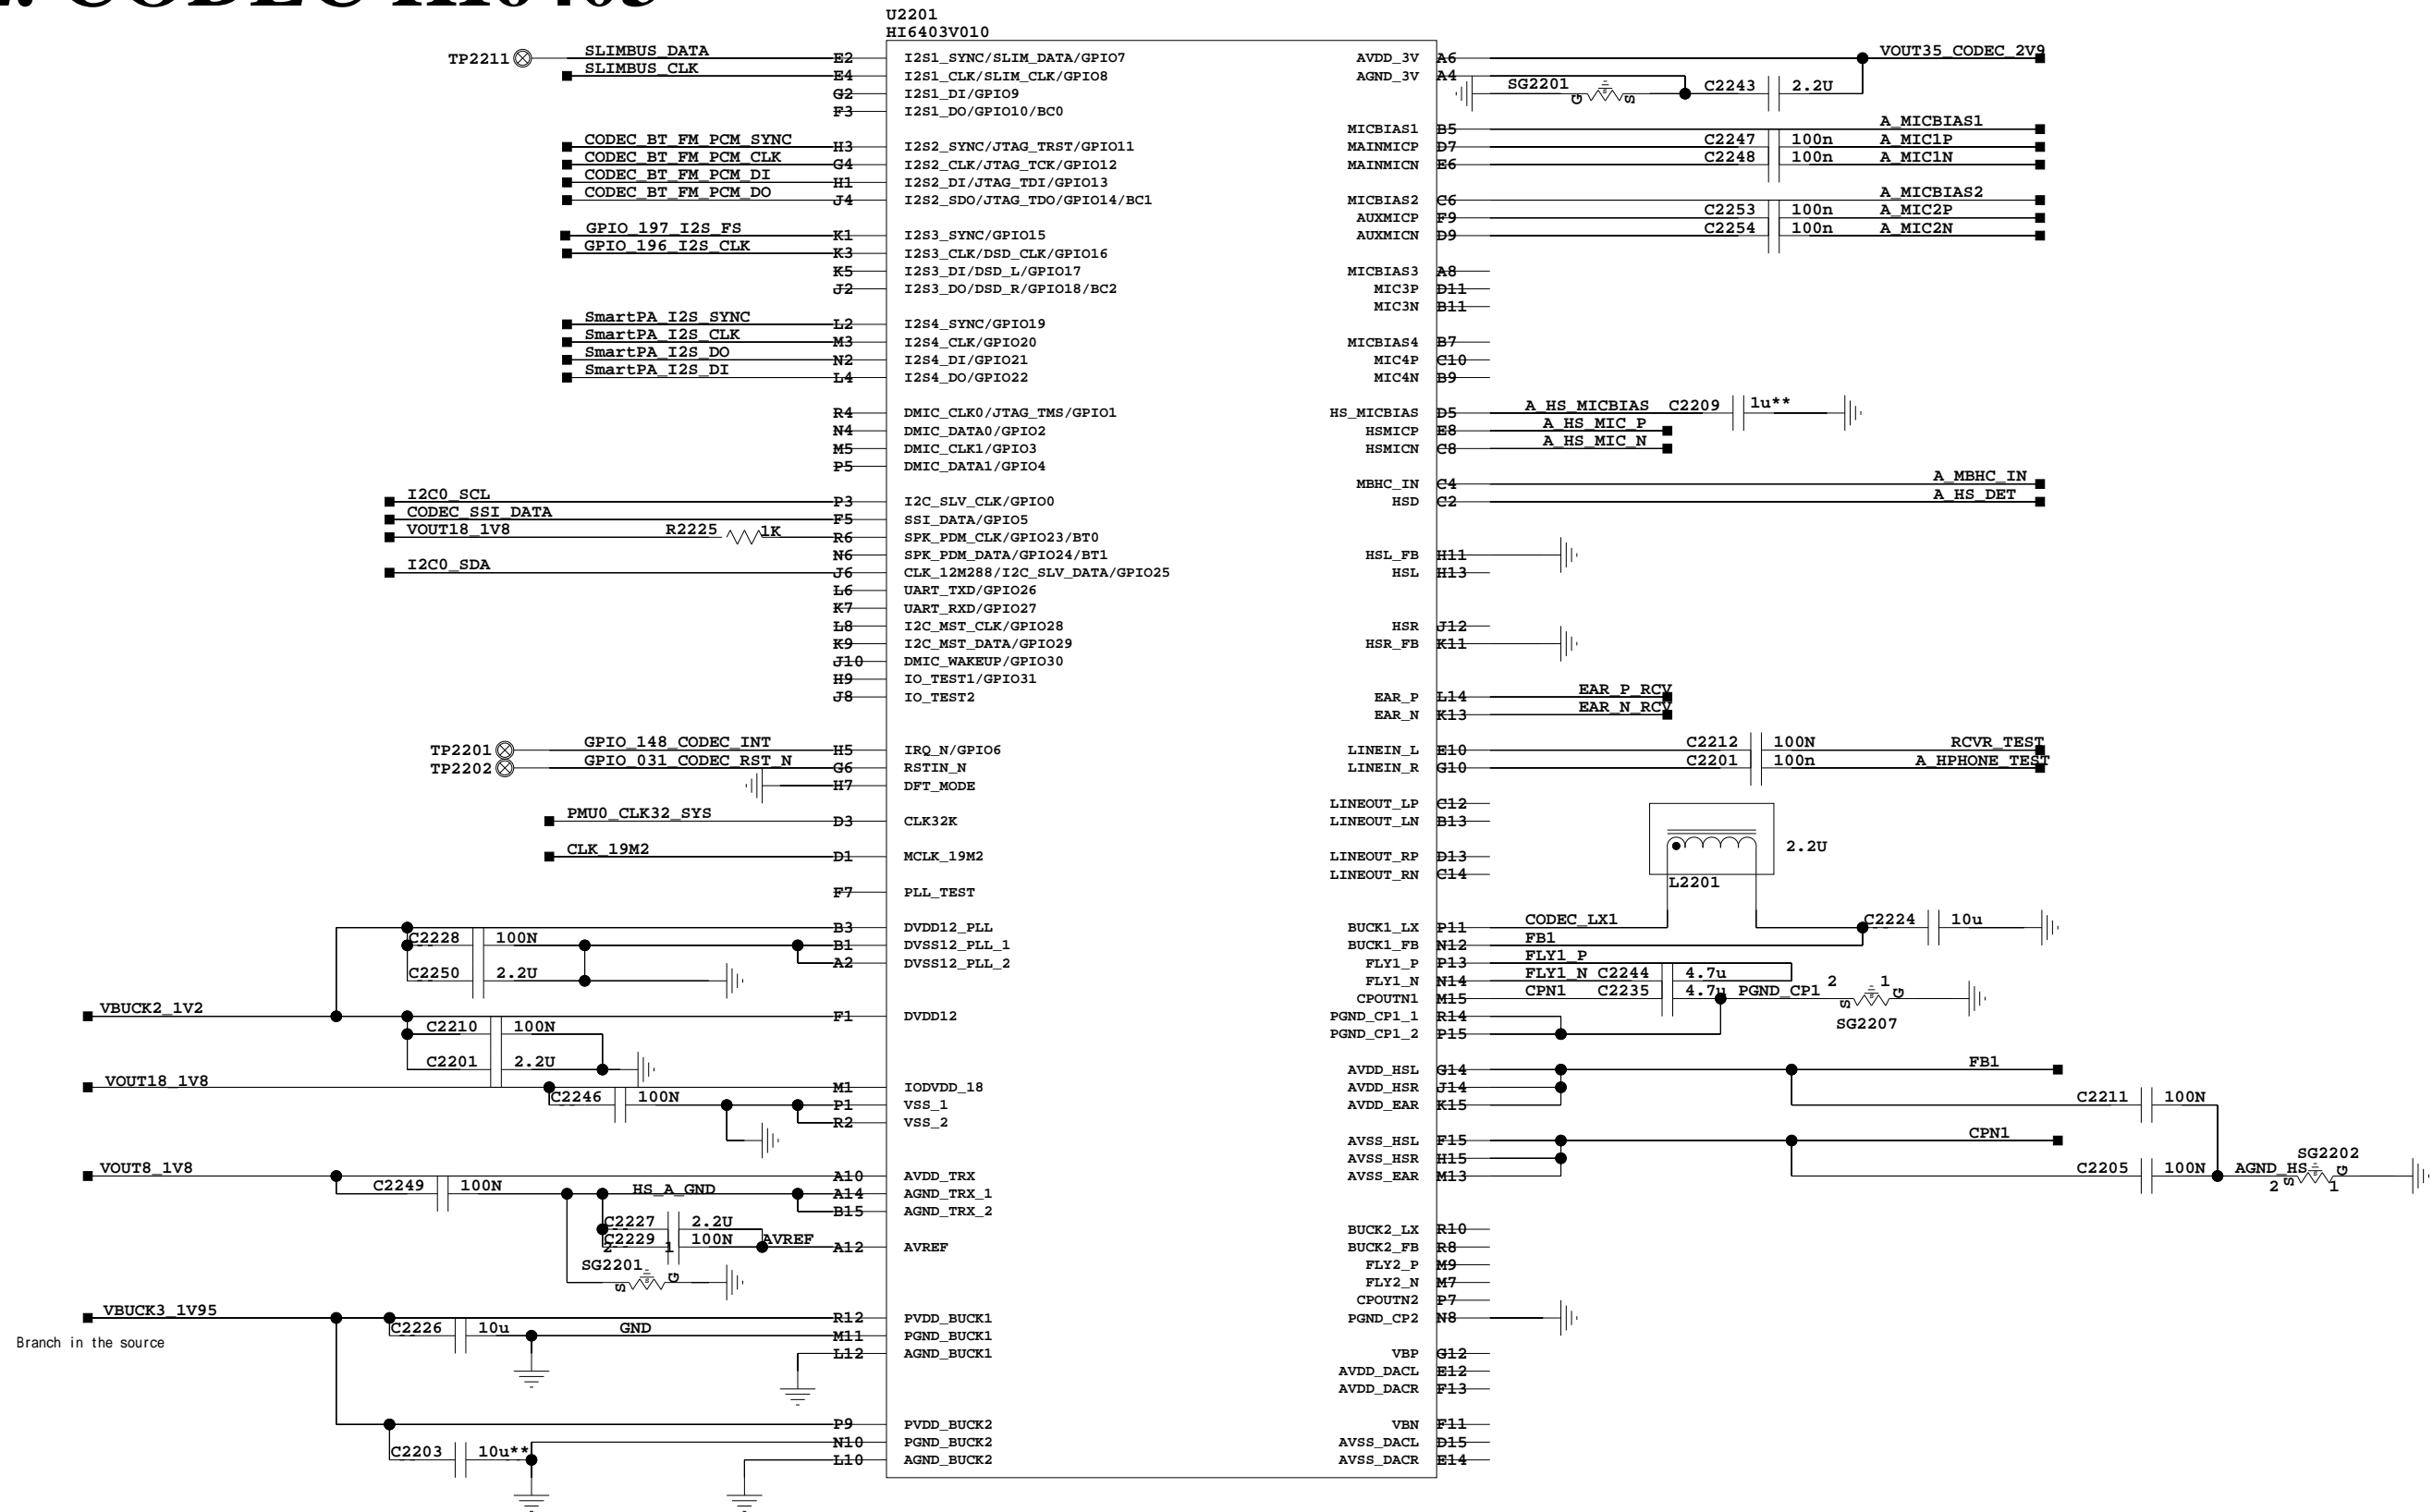 U2201
HI6403V010
TP2211 SLIMBUS_DATA E2 I2S1_SYNC/SLIM_DATA/GPIO7
SLIMBUS_CLK E4 I2S1_CLK/SLIM_CLK/GPIO8
G2 I2S1_DI/GPIO9
F3 I2S1_DO/GPIO10/BC0
CODEC_BT_FM_PCM_SYNC H3 I2S2_SYNC/JTAG_TRST/GPIO11
CODEC_BT_FM_PCM_CLK G4 I2S2_CLK/JTAG_TCK/GPIO12
CODEC_BT_FM_PCM_DI H1 I2S2_DI/JTAG_TDI/GPIO13
CODEC_BT_FM_PCM_DO J4 I2S2_SDO/JTAG_TDO/GPIO14/BC1
GPIO_197_I2S_FS K1 I2S3_SYNC/GPIO15
GPIO_196_I2S_CLK K3 I2S3_CLK/DSD_CLK/GPIO16
K5 I2S3_DI/DSD_L/GPIO17
J2 I2S3_DO/DSD_R/GPIO18/BC2
SmartPA_I2S_SYNC L2 I2S4_SYNC/GPIO19
SmartPA_I2S_CLK M3 I2S4_CLK/GPIO20
SmartPA_I2S_DO N2 I2S4_DI/GPIO21
SmartPA_I2S_DI L4 I2S4_DO/GPIO22
R4 DMIC_CLK0/JTAG_TMS/GPIO1
N4 DMIC_DATA0/GPIO2
M5 DMIC_CLK1/GPIO3
P5 DMIC_DATA1/GPIO4
I2C0_SCL P3 I2C_SLV_CLK/GPIO0
CODEC_SSI_DATA F5 SSI_DATA/GPIO5
VOUT18_1V8 R2225 1K R6 SPK_PDM_CLK/GPIO23/BT0
N6 SPK_PDM_DATA/GPIO24/BT1
I2C0_SDA J6 CLK_12M288/I2C_SLV_DATA/GPIO25
L6 UART_TXD/GPIO26
K7 UART_RXD/GPIO27
L8 I2C_MST_CLK/GPIO28
K9 I2C_MST_DATA/GPIO29
J10 DMIC_WAKEUP/GPIO30
H9 IO_TEST1/GPIO31
J8 IO_TEST2
TP2201 GPIO_148_CODEC_INT H5 IRQ_N/GPIO6
TP2202 GPIO_031_CODEC_RST_N G6 RSTIN_N
H7 DFT_MODE
PMU0_CLK32_SYS D3 CLK32K
CLK_19M2 D1 MCLK_19M2
F7 PLL_TEST
B3 DVDD12_PLL
C2228 100N B1 DVSS12_PLL_1
A2 DVSS12_PLL_2
C2250 2.2U
VBUCK2_1V2 F1 DVDD12
C2210 100N
C2201 2.2U
VOUT18_1V8 M1 IODVDD_18
C2246 100N P1 VSS_1
R2 VSS_2
VOUT8_1V8 A10 AVDD_TRX
C2249 100N HS_A_GND A14 AGND_TRX_1
B15 AGND_TRX_2
C2227 2.2U
C2229 100N AVREF A12 AVREF
2 1
SG2201
S G
VBUCK3_1V95 R12 PVDD_BUCK1
C2226 10u GND M11 PGND_BUCK1
Branch in the source
L12 AGND_BUCK1
P9 PVDD_BUCK2
N10 PGND_BUCK2
C2203 10u** L10 AGND_BUCK2
AVDD_3V A6 VOUT35_CODEC_2V9
AGND_3V A4
SG2201 G S C2243 2.2U
MICBIAS1 B5 A_MICBIAS1
MAINMICP D7 C2247 100n A_MIC1P
MAINMICN E6 C2248 100n A_MIC1N
MICBIAS2 C6 A_MICBIAS2
AUXMICP F9 C2253 100n A_MIC2P
AUXMICN D9 C2254 100n A_MIC2N
MICBIAS3 A8
MIC3P D11
MIC3N B11
MICBIAS4 B7
MIC4P C10
MIC4N B9
HS_MICBIAS D5 A_HS_MICBIAS C2209 1u**
HSMICP E8 A_HS_MIC_P
HSMICN C8 A_HS_MIC_N
MBHC_IN C4 A_MBHC_IN
HSD C2 A_HS_DET
HSL_FB H11
HSL H13
HSR J12
HSR_FB K11
EAR_P L14 EAR_P_RCV
EAR_N K13 EAR_N_RCV
LINEIN_L E10 C2212 100N RCVR_TEST
LINEIN_R G10 C2201 100n A_HPHONE_TEST
LINEOUT_LP C12
LINEOUT_LN B13
LINEOUT_RP D13
LINEOUT_RN C14
2.2U
L2201
BUCK1_LX P11 CODEC_LX1 C2224 10u
BUCK1_FB N12 FB1
FLY1_P P13 FLY1_P
FLY1_N N14 FLY1_N C2244 4.7u
CPOUTN1 M15 CPN1 C2235 4.7u PGND_CP1 2 S 1 G
SG2207
PGND_CP1_1 R14
PGND_CP1_2 P15
AVDD_HSL G14 FB1
AVDD_HSR J14
AVDD_EAR K15 C2211 100N
AVSS_HSL F15 CPN1
AVSS_HSR H15
AVSS_EAR M13 C2205 100N AGND_HS SG2202
2 S 1 G
BUCK2_LX R10
BUCK2_FB R8
FLY2_P M9
FLY2_N M7
CPOUTN2 P7
PGND_CP2 N8
VBP G12
AVDD_DACL E12
AVDD_DACR F13
VBN F11
AVSS_DACL D15
AVSS_DACR E14